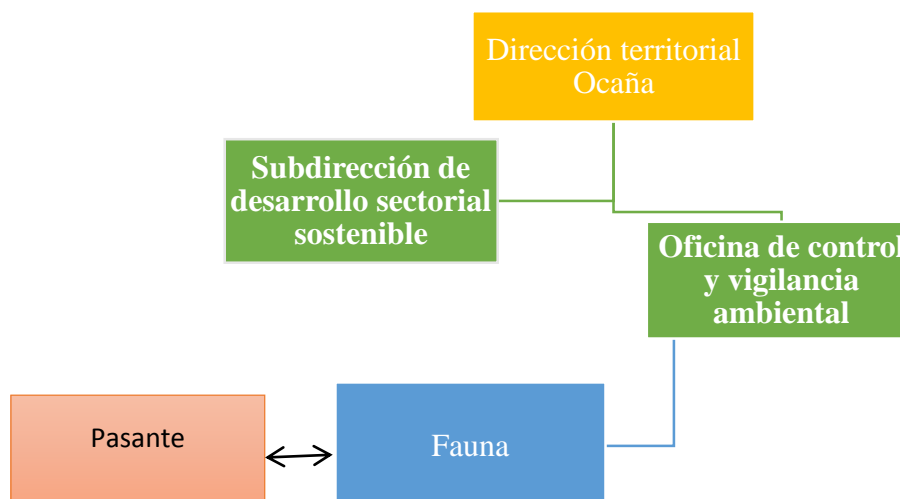 Dirección territorial
Ocaña
Subdirección de
desarrollo sectorial
sostenible
Oficina de control
y vigilancia
ambiental
Pasante
Fauna